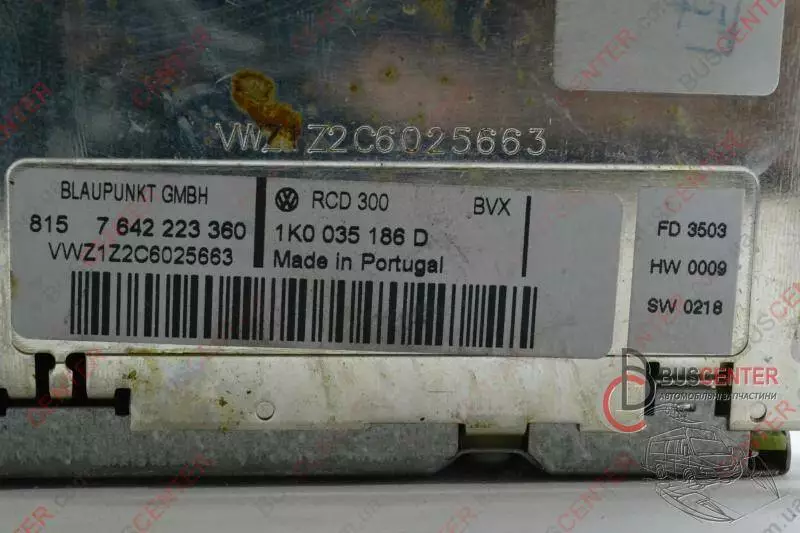 VWZ1Z2C6025663
BLAUPUNKT GMBH
815 7 642 223 360
VWZ1Z2C6025663
RCD 300 BVX
1K0 035 186 D
Made in Portugal
FD 3503
HW 0009
SW 0218
BUSCENTER
АВТОМОБІЛЬНІ ЗАПЧАСТИНИ